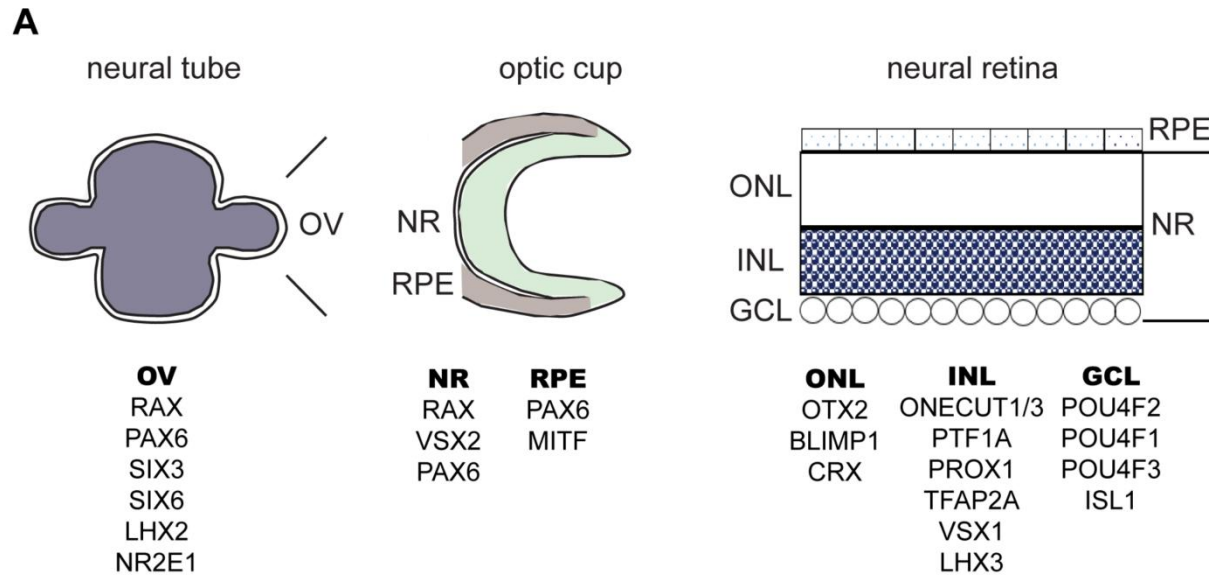 A
neural tube
OV
optic cup
NR
RPE
neural retina
RPE
ONL
INL
GCL
NR
OV
RAX
PAX6
SIX3
SIX6
LHX2
NR2E1
NR
RAX
VSX2
PAX6
RPE
PAX6
MITF
ONL
OTX2
BLIMP1
CRX
INL
ONECUT1/3
PTF1A
PROX1
TFAP2A
VSX1
LHX3
GCL
POU4F2
POU4F1
POU4F3
ISL1